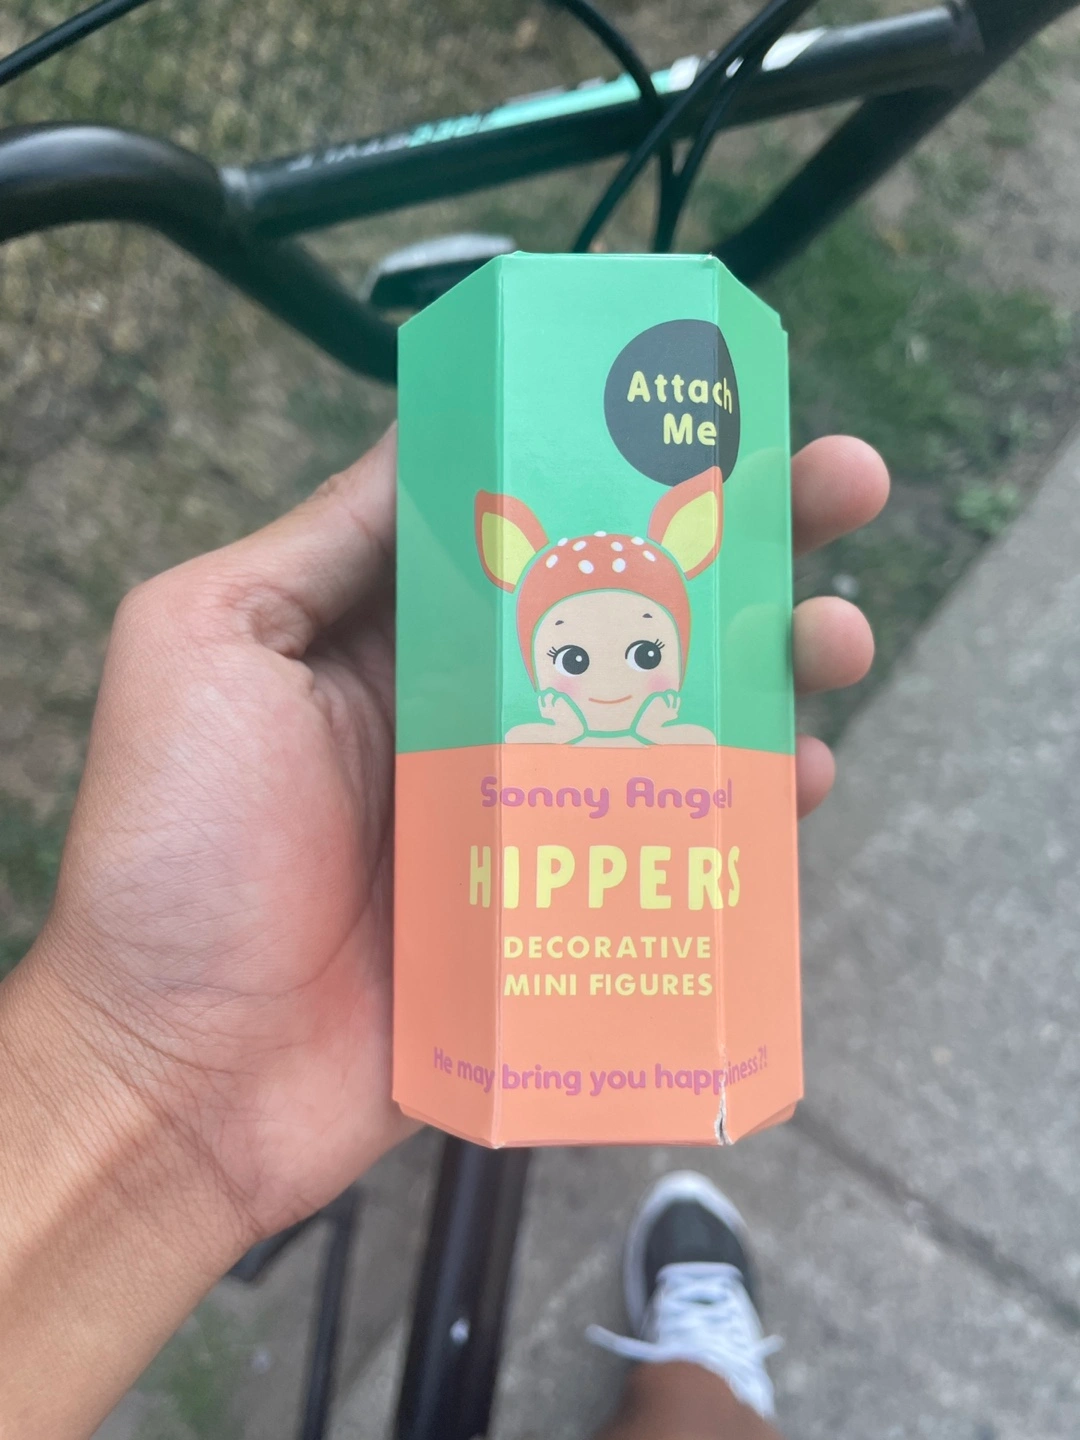 Attach
Me
Sonny Angel
HIPPERS
DECORATIVE
MINI FIGURES
He may bring you happiness?!